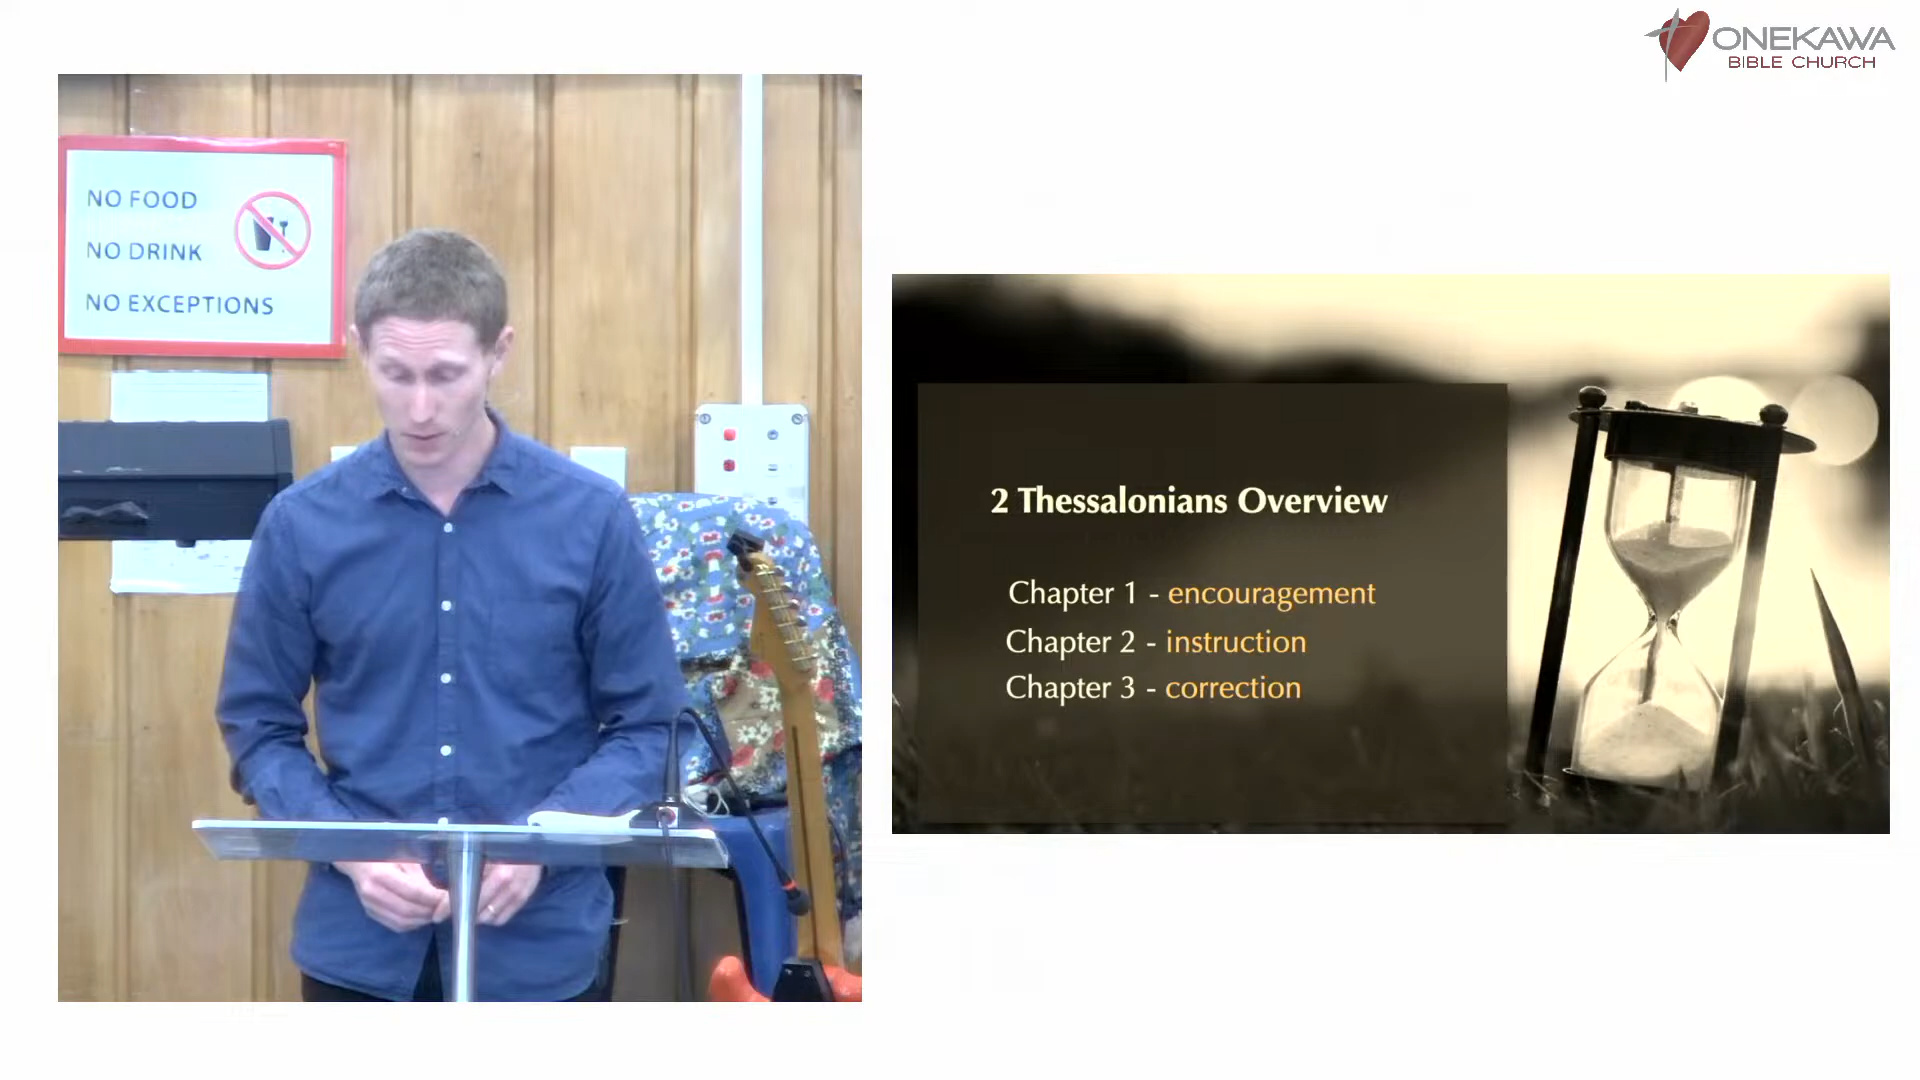 ONEKAWA
BIBLE CHURCH
NO FOOD
NO DRINK
NO EXCEPTIONS
2 Thessalonians Overview
Chapter 1 - encouragement
Chapter 2 - instruction
Chapter 3 - correction